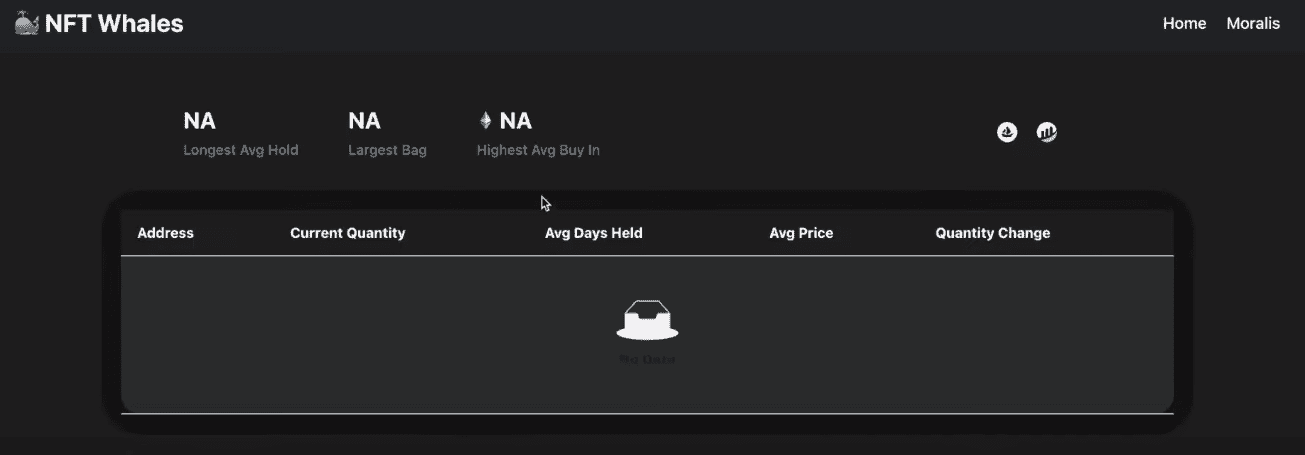 NFT Whales
Home Moralis
NA NA NA
Longest Avg Hold Largest Bag Highest Avg Buy In
Address Current Quantity Avg Days Held Avg Price Quantity Change
No Data